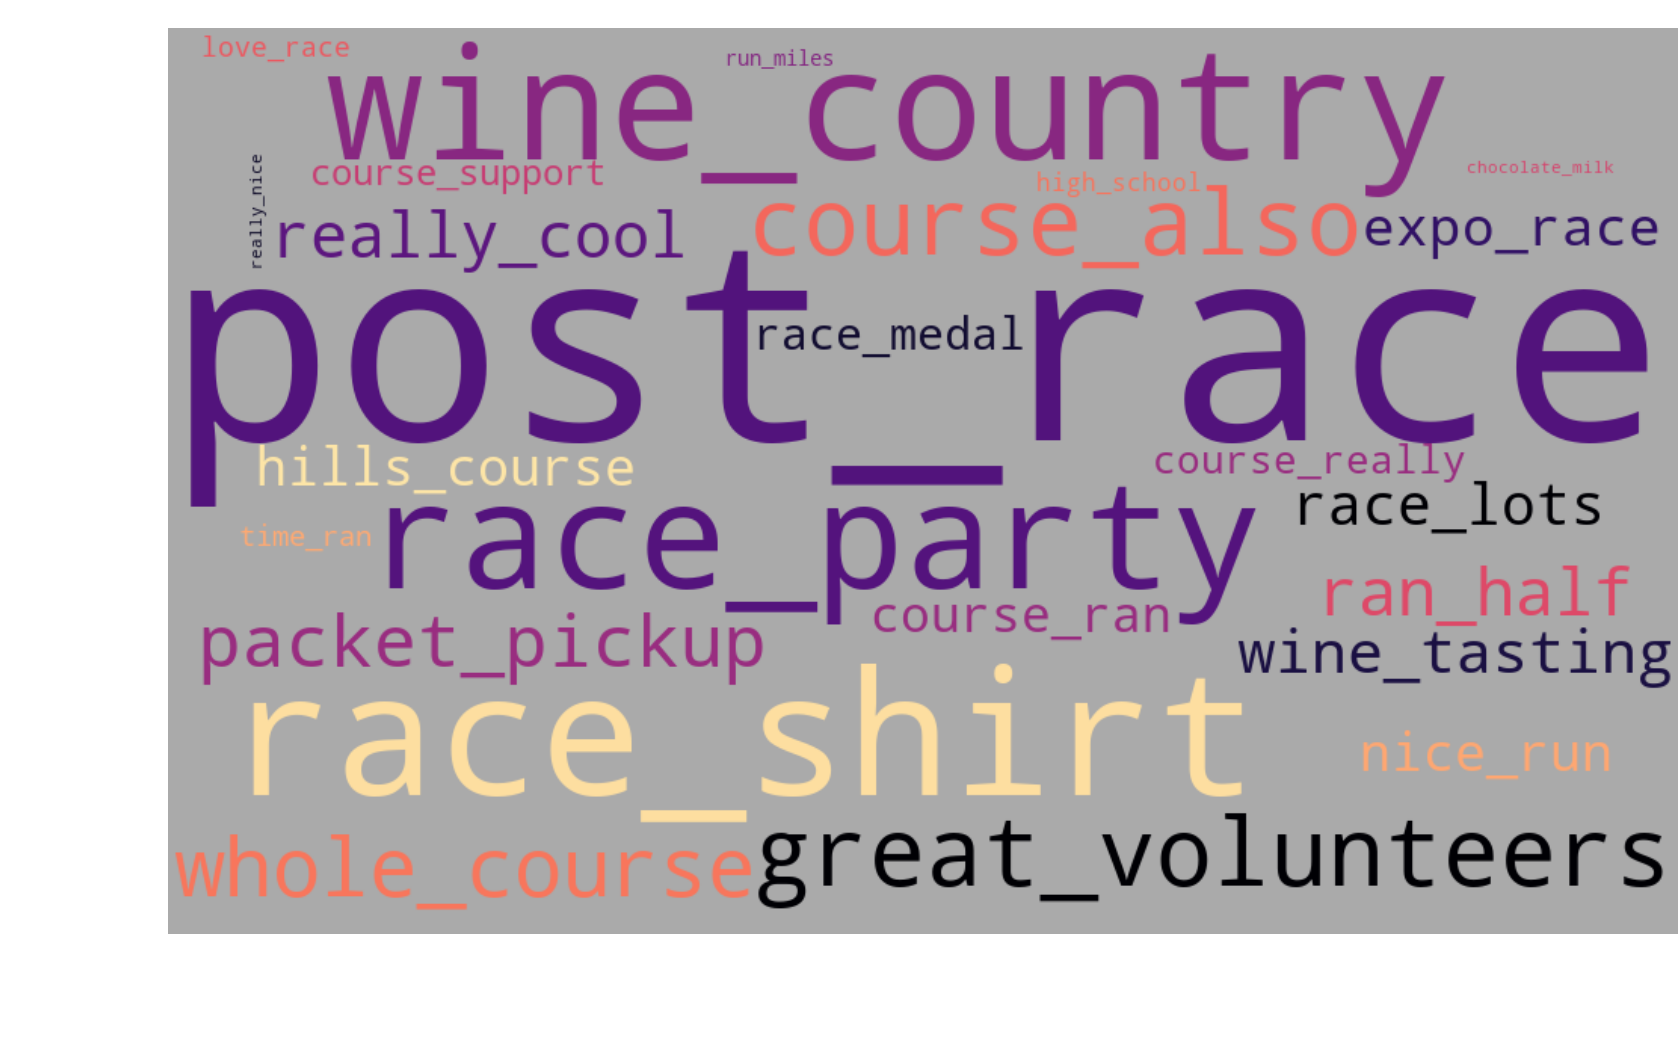 love_race
run_miles
wine_country
course_support
really_nice
high_school
chocolate_milk
really_cool
course_also
expo_race
post_race
race_medal
hills_course
course_really
race_lots
time_ran
race_party
ran_half
course_ran
packet_pickup
wine_tasting
race_shirt
nice_run
whole_course
great_volunteers